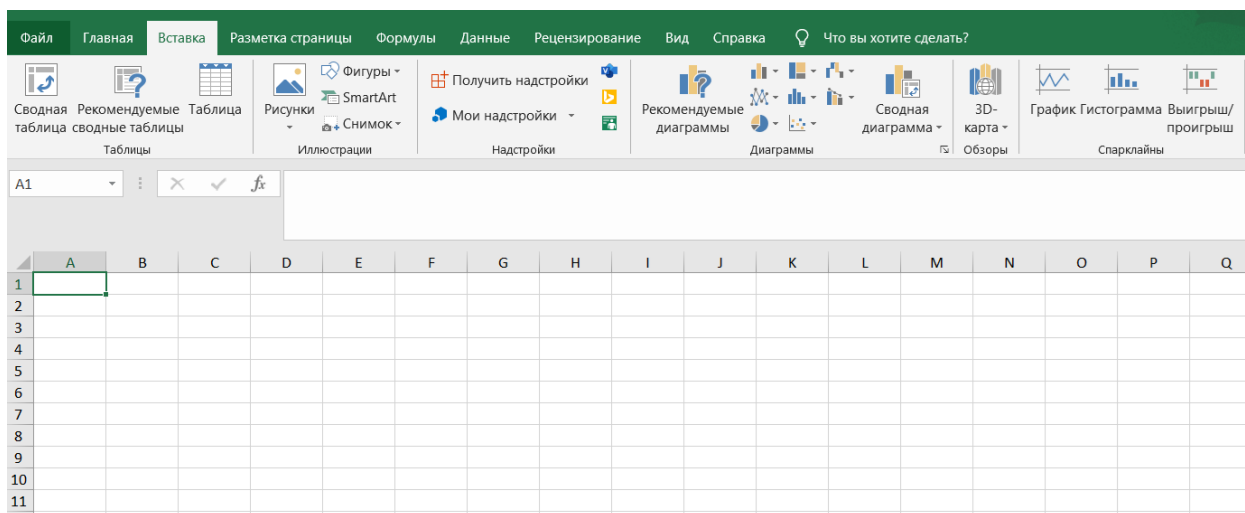 Файл Главная Вставка Разметка страницы Формулы Данные Рецензирование Вид Справка Что вы хотите сделать?
Сводная таблица
Рекомендуемые сводные таблицы
Таблица
Таблицы
Рисунки
Фигуры
SmartArt
Снимок
Иллюстрации
Получить надстройки
Мои надстройки
Надстройки
Рекомендуемые диаграммы
Сводная диаграмма
Диаграммы
3D-карта
Обзоры
График
Гистограмма
Выигрыш/проигрыш
Спарклайны
A1 fx
A B C D E F G H I J K L M N O P Q
1
2
3
4
5
6
7
8
9
10
11